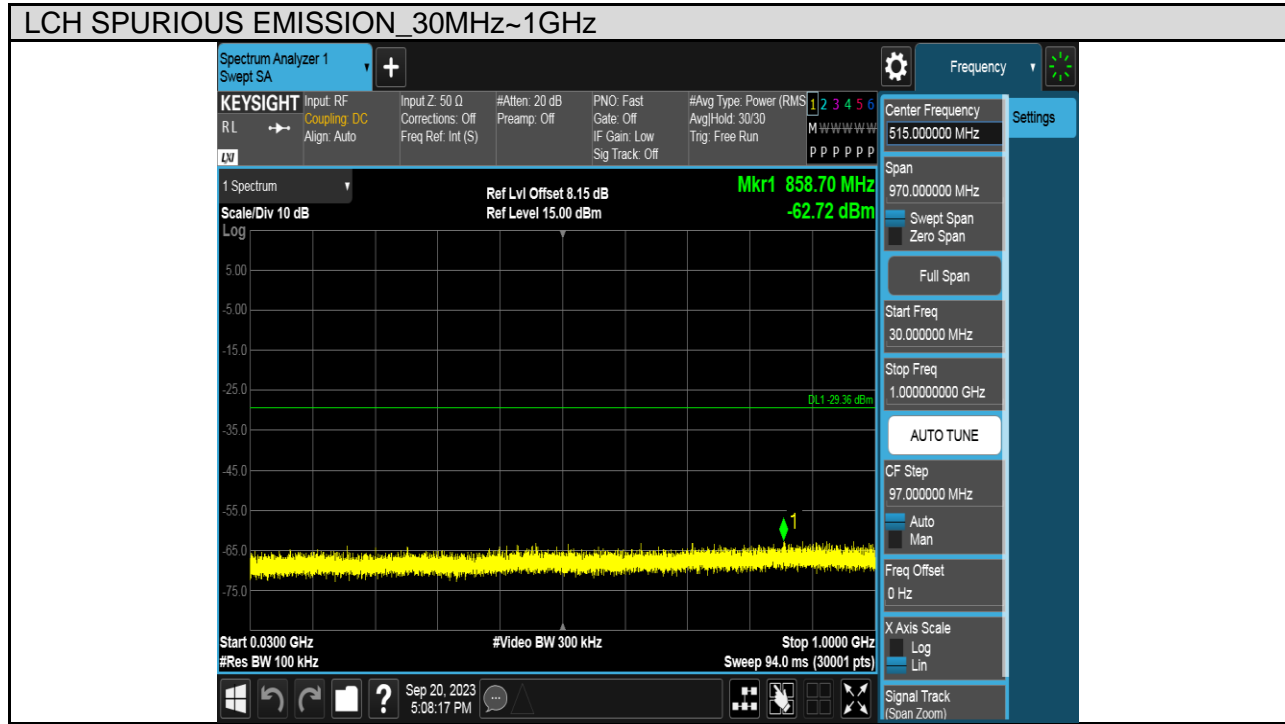 LCH SPURIOUS EMISSION_30MHz~1GHz
Spectrum Analyzer 1
Swept SA
+
Frequency
KEYSIGHT
RL
LXI
Input: RF
Coupling: DC
Align: Auto
Input Z: 50 Ω
Corrections: Off
Freq Ref: Int (S)
#Atten: 20 dB
Preamp: Off
PNO: Fast
Gate: Off
IF Gain: Low
Sig Track: Off
#Avg Type: Power (RMS
Avg|Hold: 30/30
Trig: Free Run
1 2 3 4 5 6
M W W W W W
P P P P P P
1 Spectrum
Scale/Div 10 dB
Log
Ref Lvl Offset 8.15 dB
Ref Level 15.00 dBm
Mkr1 858.70 MHz
-62.72 dBm
5.00
-5.00
-15.0
-25.0
DL1 -29.36 dBm
-35.0
-45.0
-55.0
1
-65.0
-75.0
Start 0.0300 GHz
#Res BW 100 kHz
#Video BW 300 kHz
Stop 1.0000 GHz
Sweep 94.0 ms (30001 pts)
?
Sep 20, 2023
5:08:17 PM
Center Frequency
515.000000 MHz
Settings
Span
970.000000 MHz
Swept Span
Zero Span
Full Span
Start Freq
30.000000 MHz
Stop Freq
1.000000000 GHz
AUTO TUNE
CF Step
97.000000 MHz
Auto
Man
Freq Offset
0 Hz
X Axis Scale
Log
Lin
Signal Track
(Span Zoom)